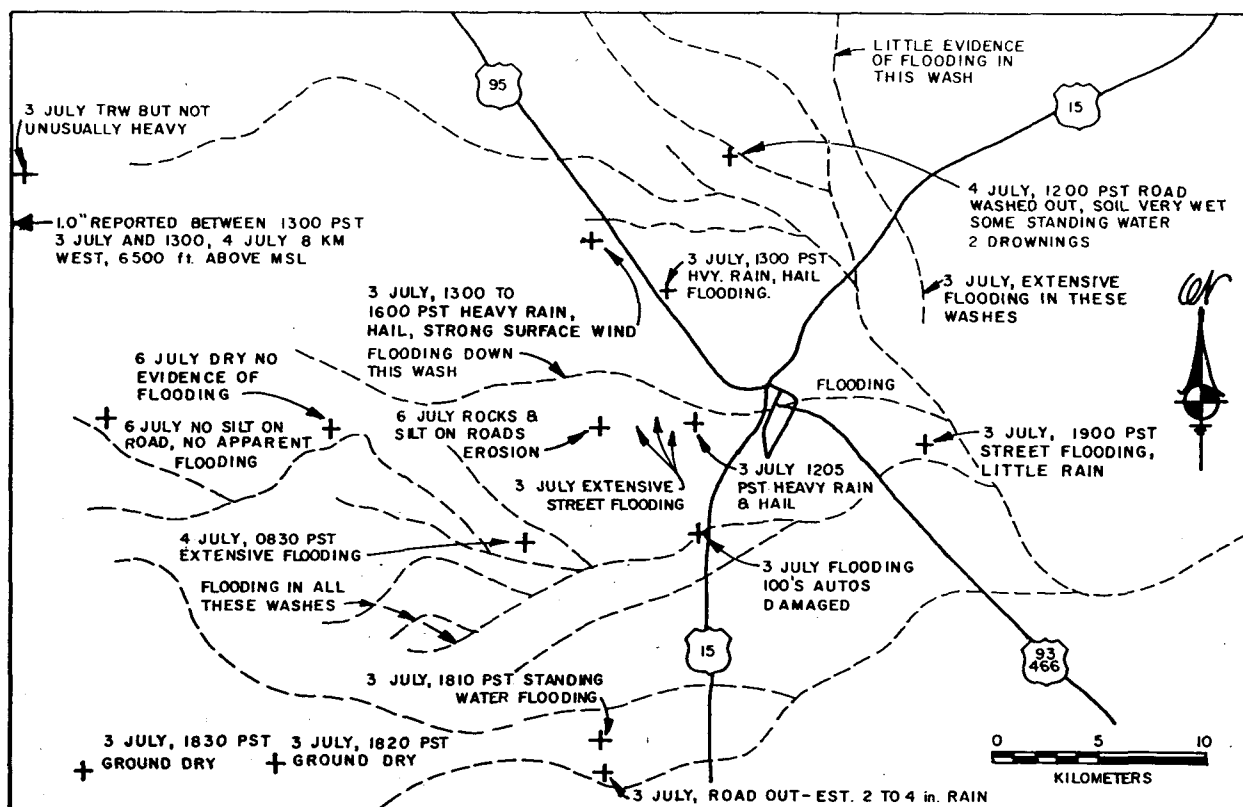 LITTLE EVIDENCE
OF FLOODING IN
THIS WASH
95
15
3 JULY TRW BUT NOT
UNUSUALLY HEAVY
4 JULY, 1200 PST ROAD
WASHED OUT, SOIL VERY WET
SOME STANDING WATER
2 DROWNINGS
1.0" REPORTED BETWEEN 1300 PST
3 JULY AND 1300, 4 JULY 8 KM
WEST, 6500 ft. ABOVE MSL
3 JULY, 1300 PST
HVY. RAIN, HAIL
FLOODING.
3 JULY, EXTENSIVE
FLOODING IN THESE
WASHES
N
3 JULY, 1300 TO
1600 PST HEAVY RAIN,
HAIL, STRONG SURFACE WIND
FLOODING DOWN
THIS WASH
6 JULY DRY NO
EVIDENCE OF
FLOODING
FLOODING
6 JULY NO SILT ON
ROAD, NO APPARENT
FLOODING
6 JULY ROCKS &
SILT ON ROADS
EROSION
3 JULY, 1900 PST
STREET FLOODING,
LITTLE RAIN
3 JULY 1205
PST HEAVY RAIN
& HAIL
3 JULY EXTENSIVE
STREET FLOODING
4 JULY, 0830 PST
EXTENSIVE FLOODING
3 JULY FLOODING
100'S AUTOS
DAMAGED
FLOODING IN ALL
THESE WASHES
15
93
466
3 JULY, 1810 PST STANDING
WATER FLOODING
3 JULY, 1830 PST
GROUND DRY
3 JULY, 1820 PST
GROUND DRY
0 5 10
KILOMETERS
3 JULY, ROAD OUT-EST. 2 TO 4 in. RAIN